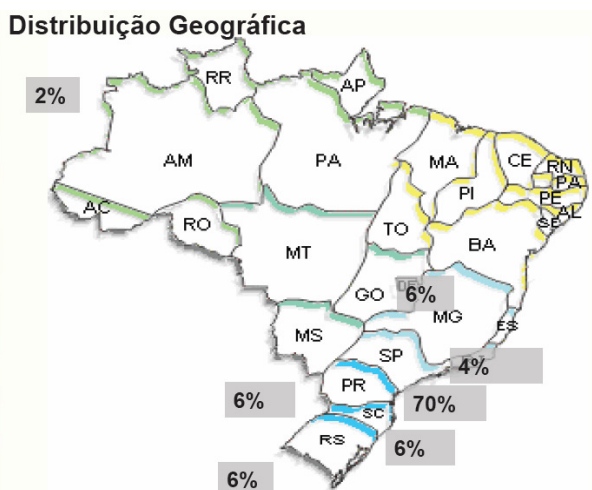 Distribuição Geográfica
RR
AP
2%
AM
PA
MA
CE
RN
PA
PI
PE
AL
SE
AC
RO
TO
BA
MT
GO
DF
6%
MG
ES
MS
SP
4%
PR
6%
70%
SC
RS
6%
6%